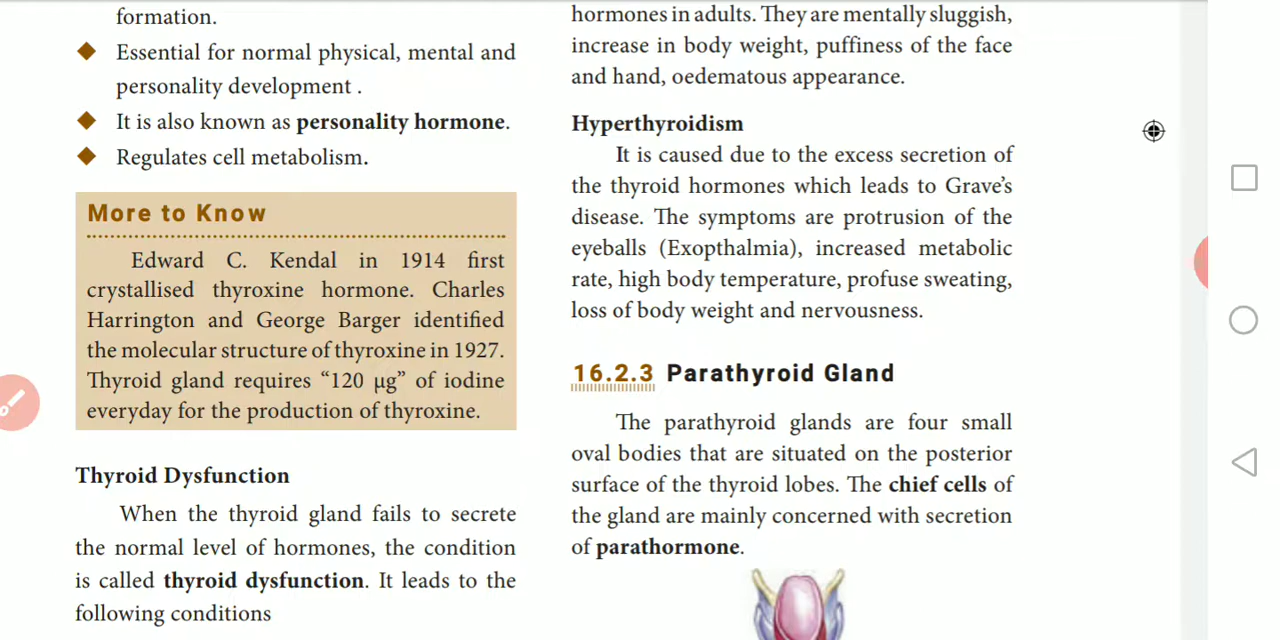 formation.
Essential for normal physical, mental and
personality development .
It is also known as personality hormone.
Regulates cell metabolism.
More to Know
Edward C. Kendal in 1914 first
crystallised thyroxine hormone. Charles
Harrington and George Barger identified
the molecular structure of thyroxine in 1927.
Thyroid gland requires “120 µg” of iodine
everyday for the production of thyroxine.
Thyroid Dysfunction
When the thyroid gland fails to secrete
the normal level of hormones, the condition
is called thyroid dysfunction. It leads to the
following conditions
hormones in adults. They are mentally sluggish,
increase in body weight, puffiness of the face
and hand, oedematous appearance.
Hyperthyroidism
It is caused due to the excess secretion of
the thyroid hormones which leads to Grave’s
disease. The symptoms are protrusion of the
eyeballs (Exopthalmia), increased metabolic
rate, high body temperature, profuse sweating,
loss of body weight and nervousness.
16.2.3 Parathyroid Gland
The parathyroid glands are four small
oval bodies that are situated on the posterior
surface of the thyroid lobes. The chief cells of
the gland are mainly concerned with secretion
of parathormone.